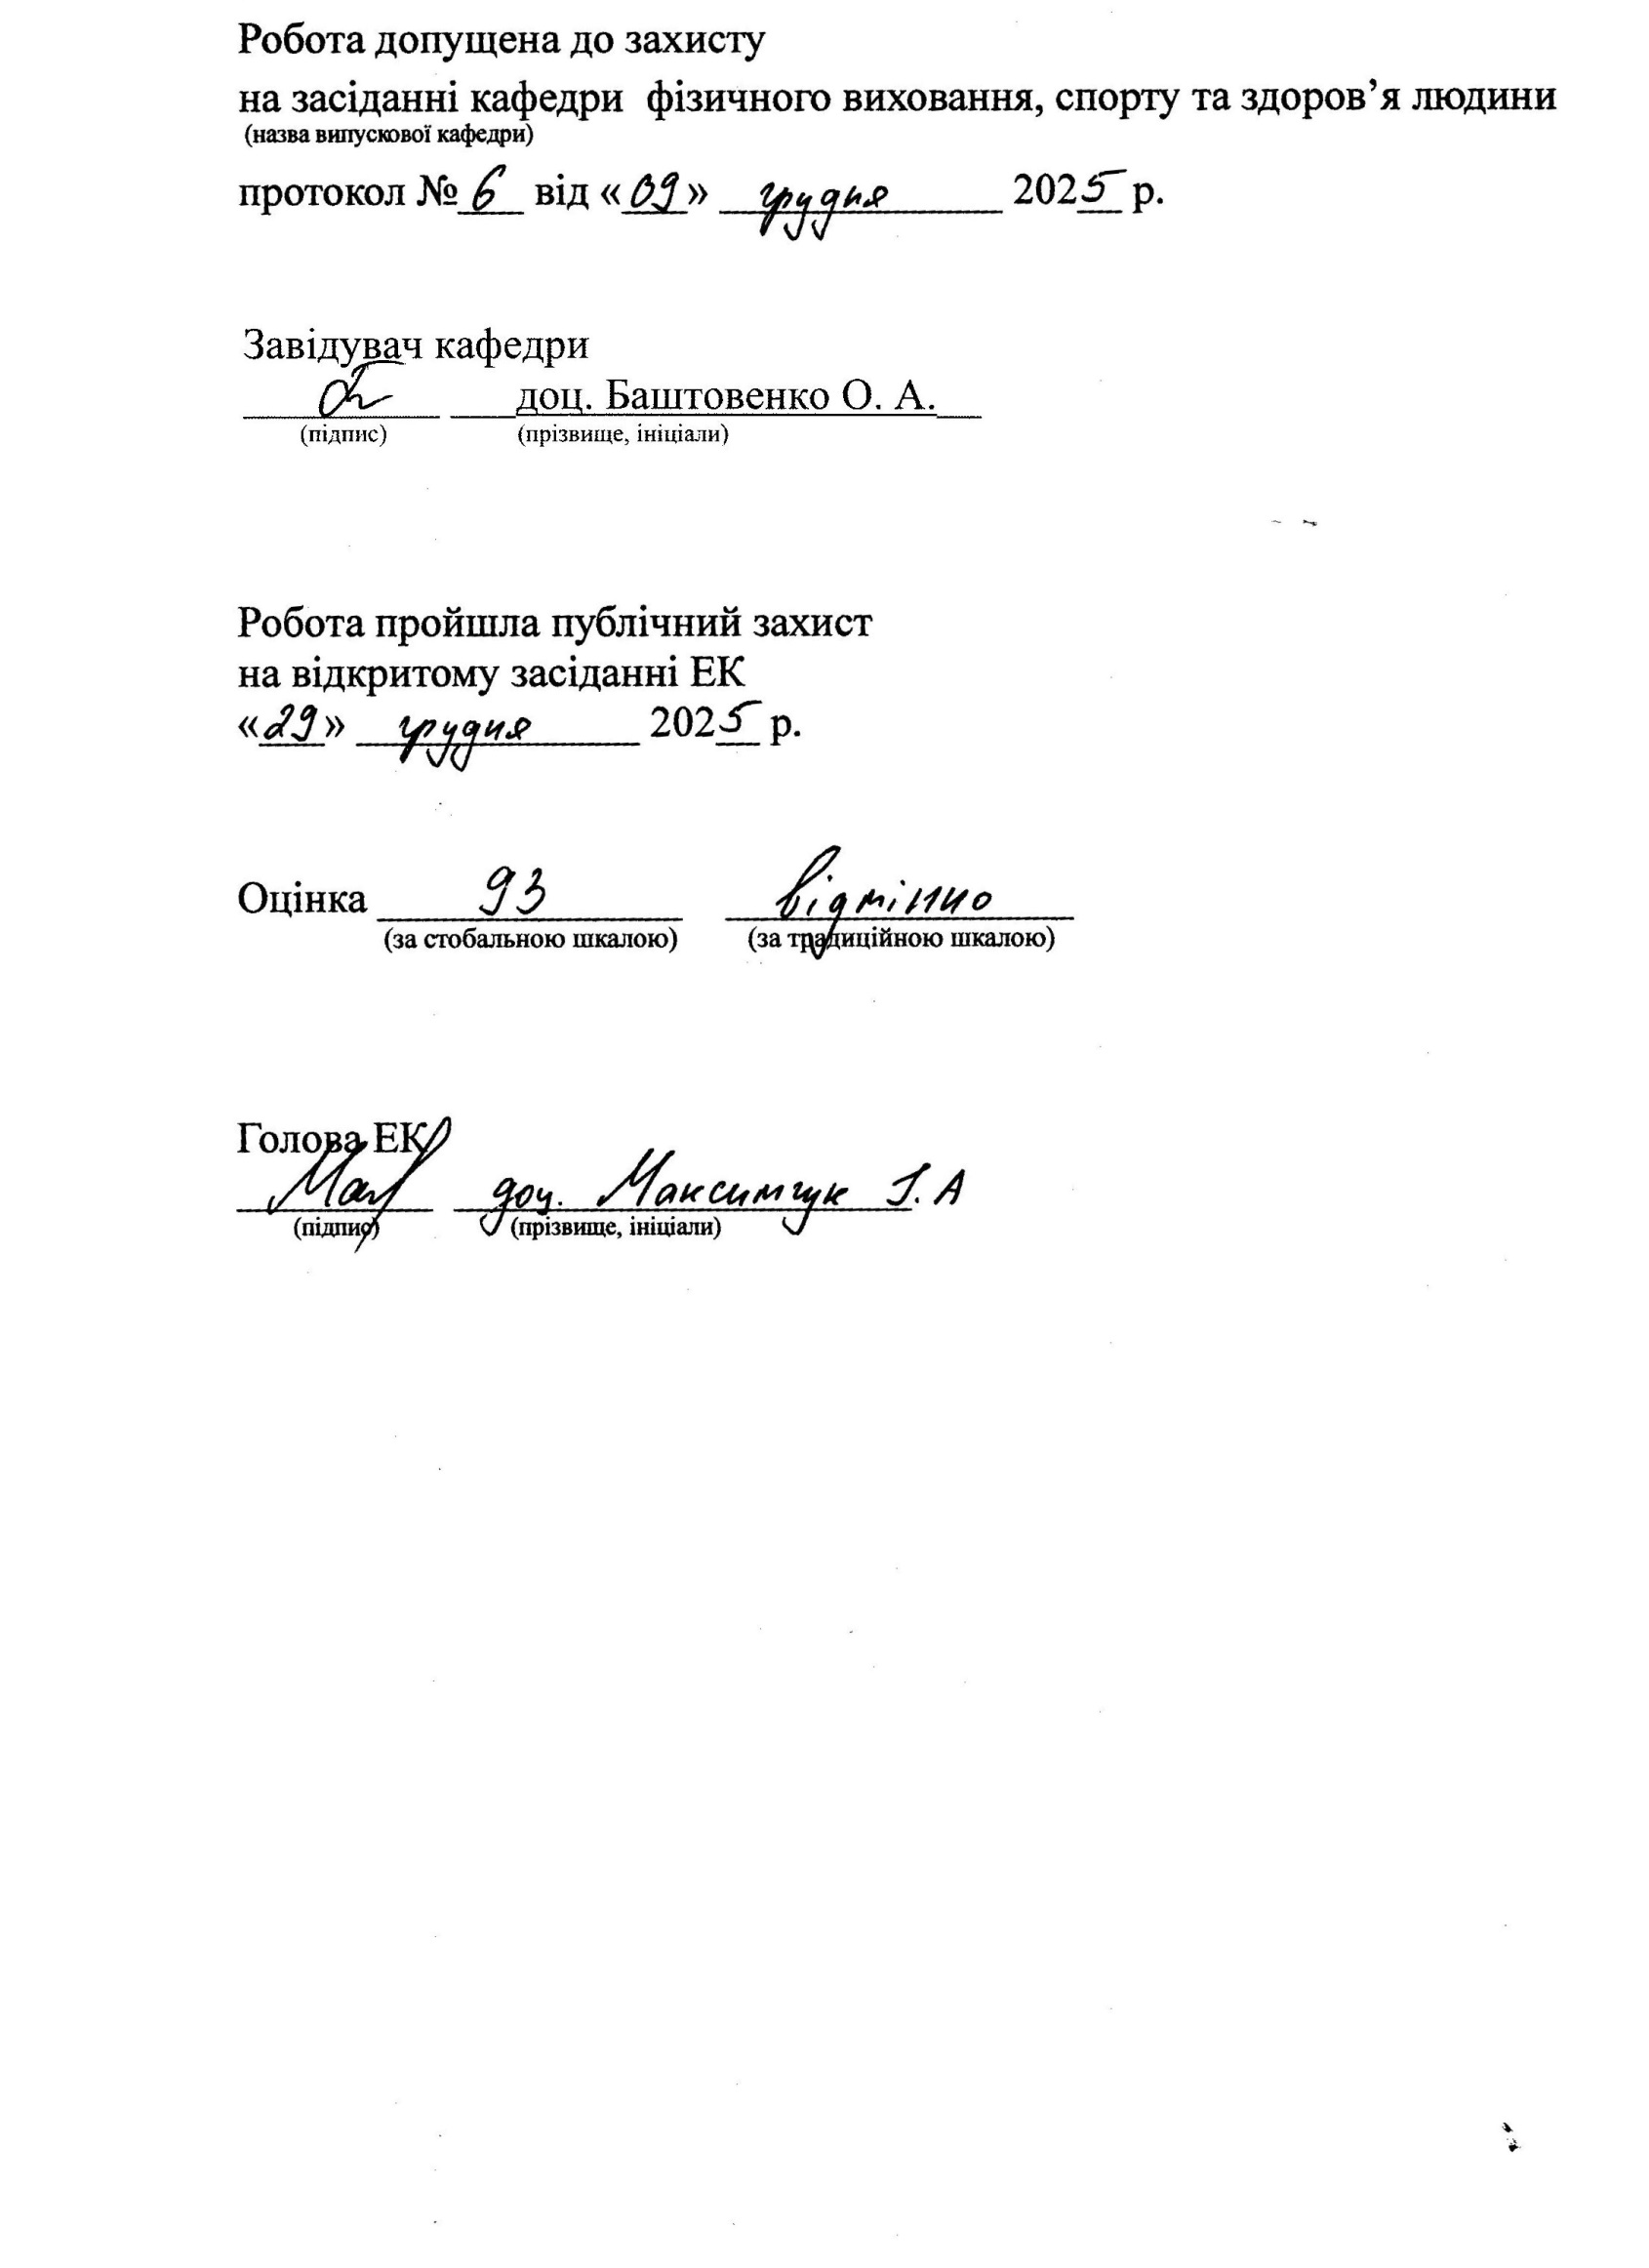 Робота допущена до захисту
на засіданні кафедри фізичного виховання, спорту та здоров’я людини
(назва випускової кафедри)
протокол № 6 від «09» грудня 2025 р.
Завідувач кафедри
доц. Баштовенко О. А.
(підпис) (прізвище, ініціали)
Робота пройшла публічний захист
на відкритому засіданні ЕК
«29» грудня 2025 р.
Оцінка 93 відмінно
(за стобальною шкалою) (за традиційною шкалою)
Голова ЕК
доц. Максимчук І. А
(підпис) (прізвище, ініціали)